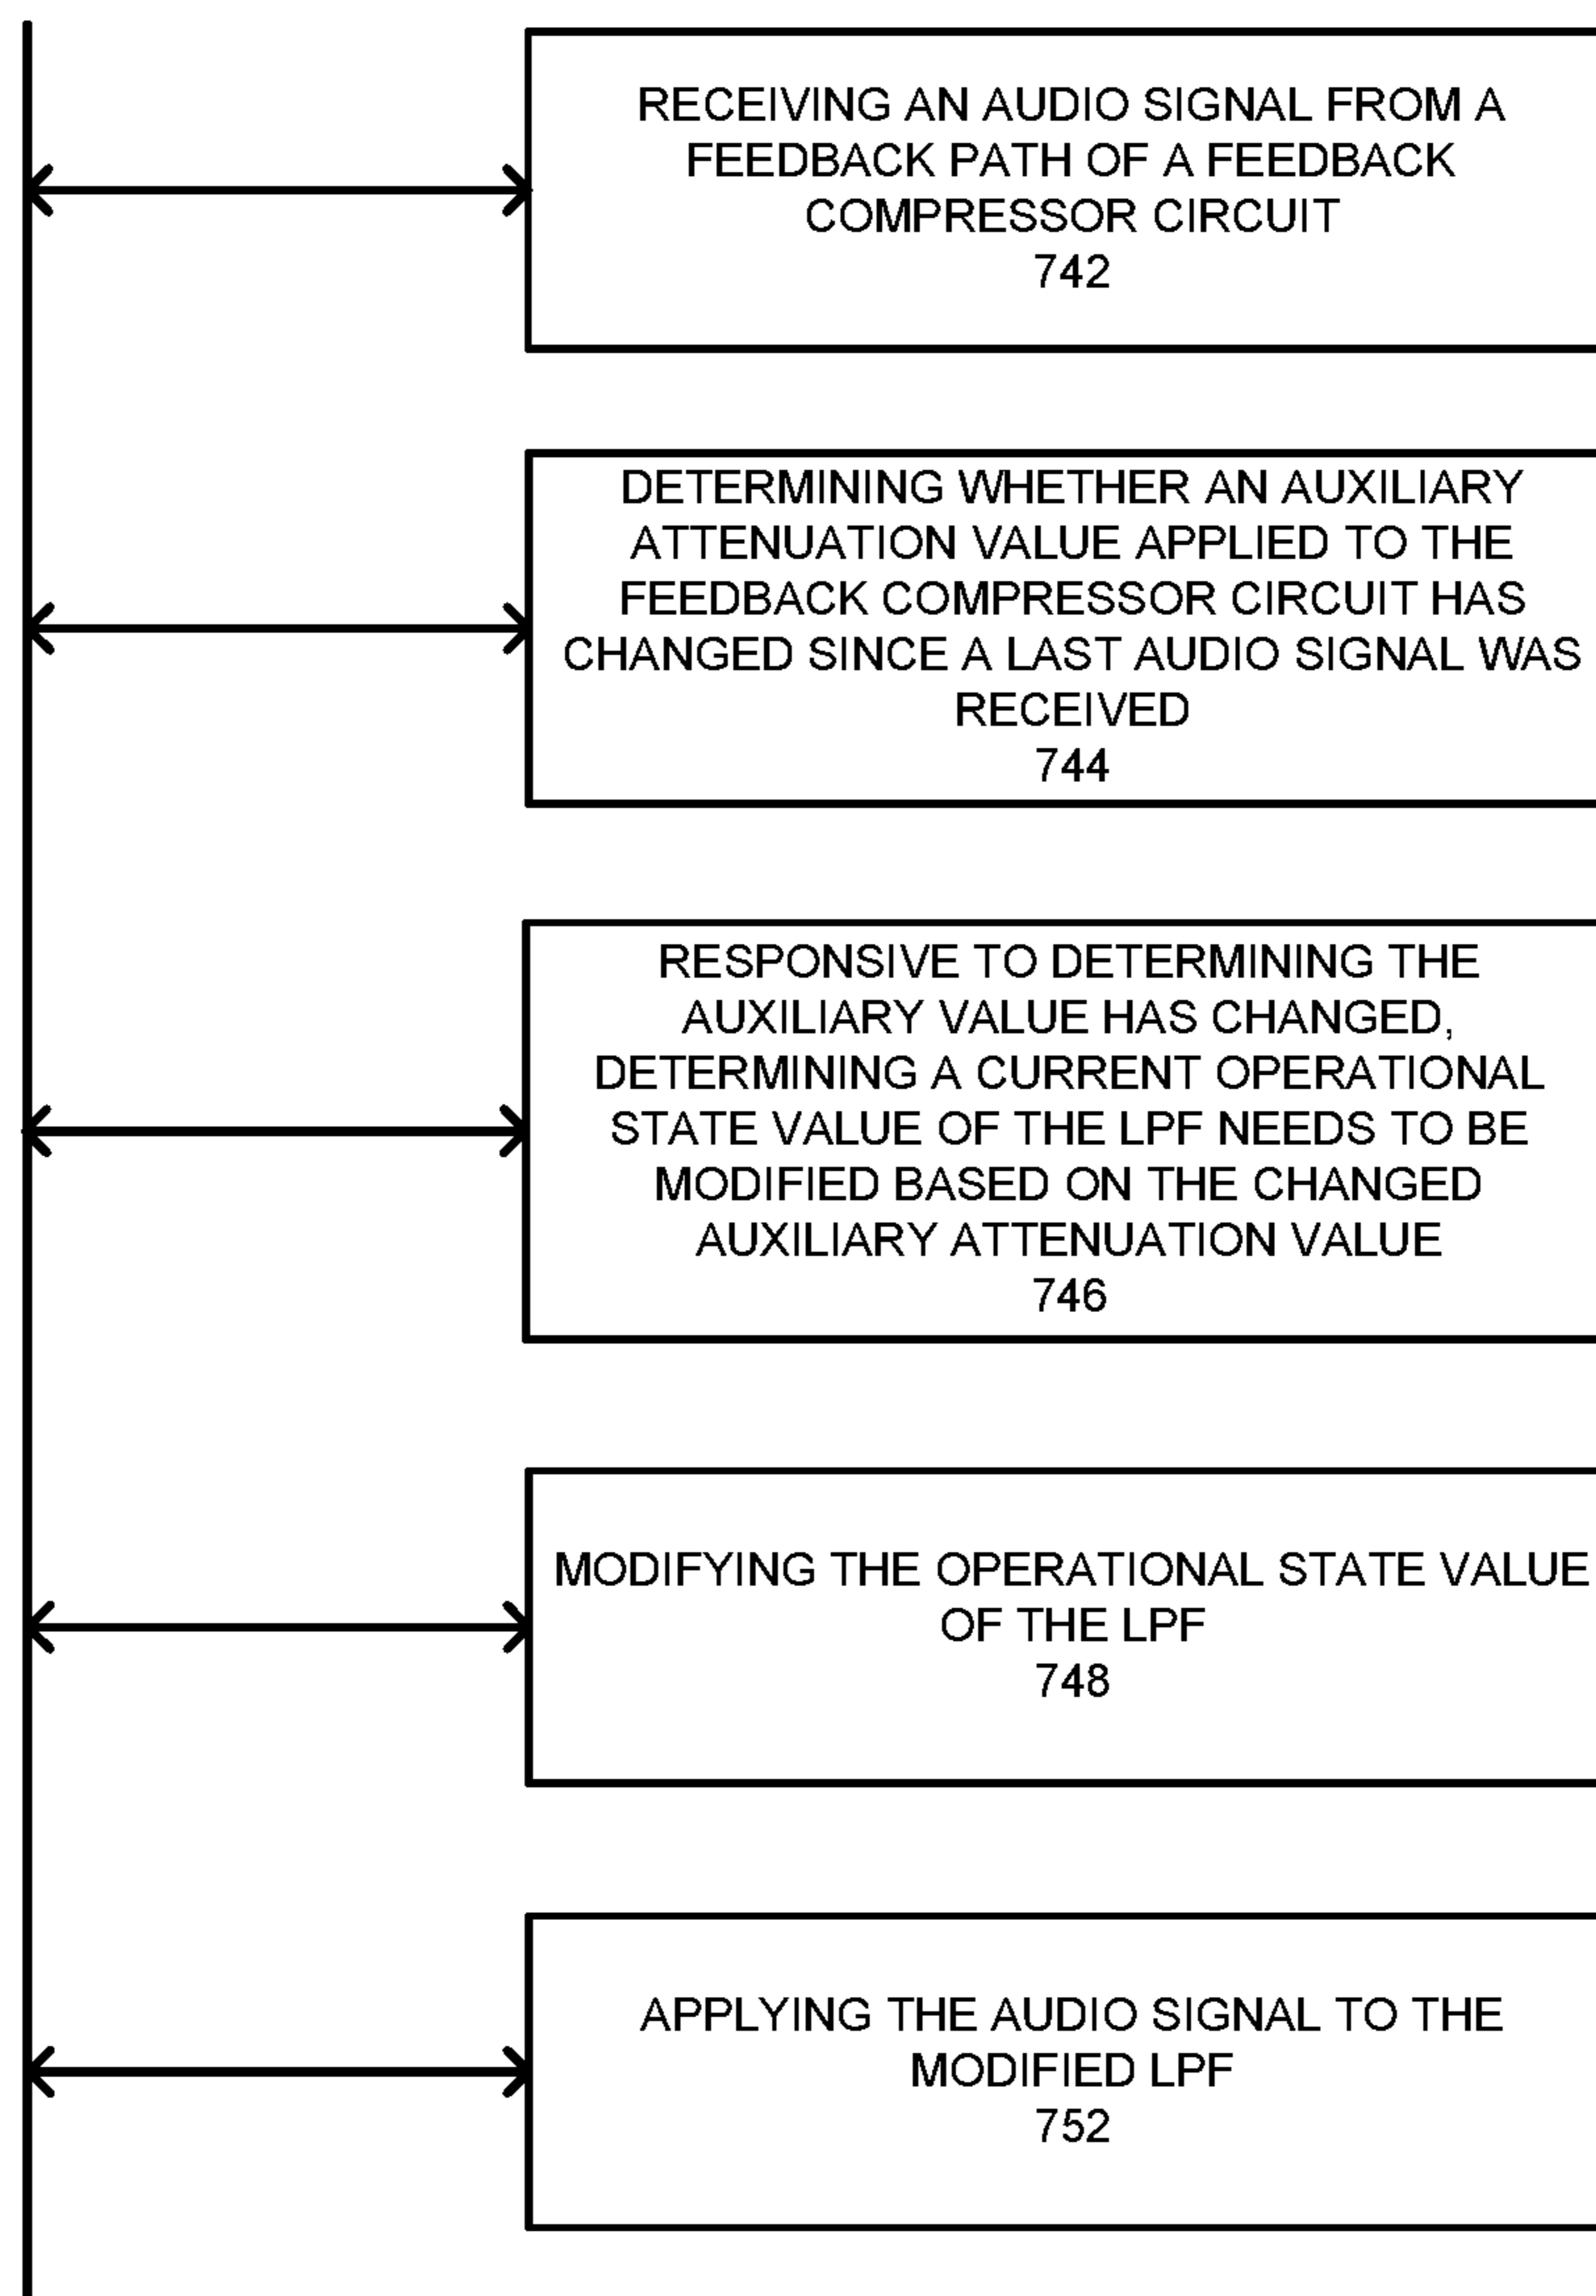 RECEIVING AN AUDIO SIGNAL FROM A
FEEDBACK PATH OF A FEEDBACK
COMPRESSOR CIRCUIT
742
DETERMINING WHETHER AN AUXILIARY
ATTENUATION VALUE APPLIED TO THE
FEEDBACK COMPRESSOR CIRCUIT HAS
CHANGED SINCE A LAST AUDIO SIGNAL WAS
RECEIVED
744
RESPONSIVE TO DETERMINING THE
AUXILIARY VALUE HAS CHANGED,
DETERMINING A CURRENT OPERATIONAL
STATE VALUE OF THE LPF NEEDS TO BE
MODIFIED BASED ON THE CHANGED
AUXILIARY ATTENUATION VALUE
746
MODIFYING THE OPERATIONAL STATE VALUE
OF THE LPF
748
APPLYING THE AUDIO SIGNAL TO THE
MODIFIED LPF
752